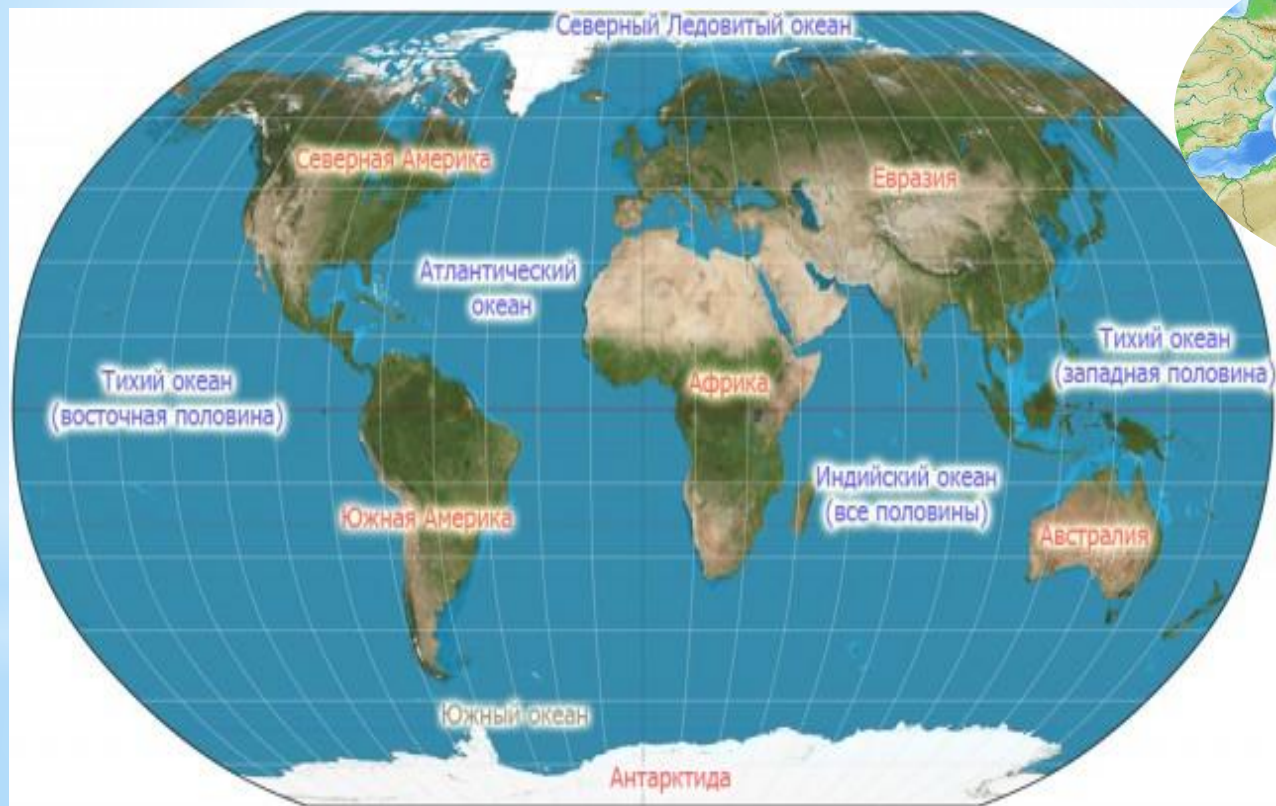 Северный Ледовитый океан
Северная Америка
Евразия
Атлантический
океан
Тихий океан
(западная половина)
Тихий океан
(восточная половина)
Африка
Индийский океан
(все половины)
Южная Америка
Австралия
Южный океан
Антарктида